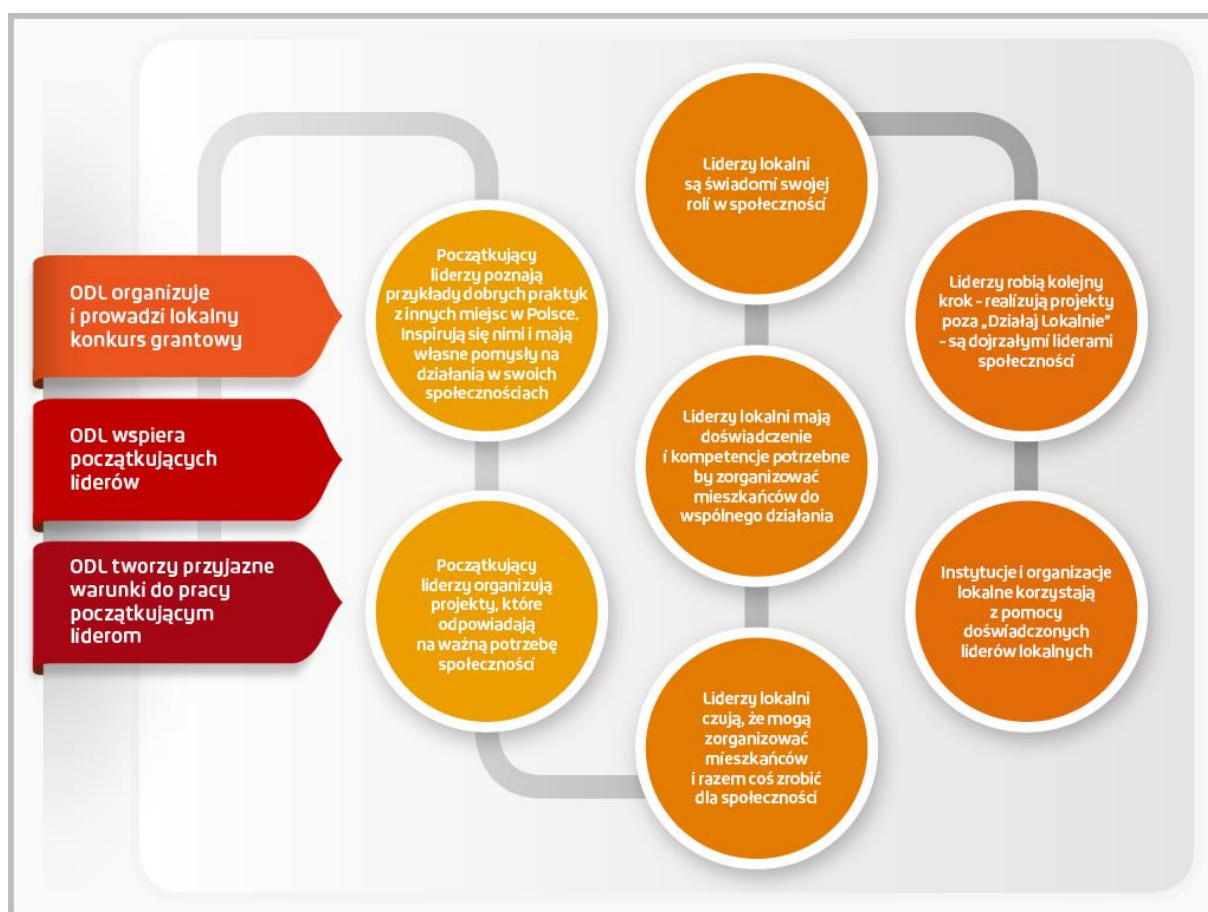 ODL organizuje
i prowadzi lokalny
konkurs grantowy
ODL wspiera
początkujących
liderów
ODL tworzy przyjazne
warunki do pracy
początkującym
liderom
Początkujący
liderzy poznają
przykłady dobrych praktyk
z innych miejsc w Polsce.
Inspirują się nimi i mają
własne pomysły na
działania w swoich
społecznościach
Początkujący
liderzy organizują
projekty, które
odpowiadają
na ważną potrzebę
społeczności
Liderzy lokalni
czują, że mogą
zorganizować
mieszkańców
i razem coś zrobić
dla społeczności
Liderzy lokalni mają
doświadczenie
i kompetencje potrzebne
by zorganizować
mieszkańców do
wspólnego działania
Liderzy lokalni
są świadomi swojej
roli w społeczności
Liderzy robią kolejny
krok - realizują projekty
poza „Działaj Lokalnie”
- są dojrzałymi liderami
społeczności
Instytucje i organizacje
lokalne korzystają
z pomocy
doświadczonych
liderów lokalnych